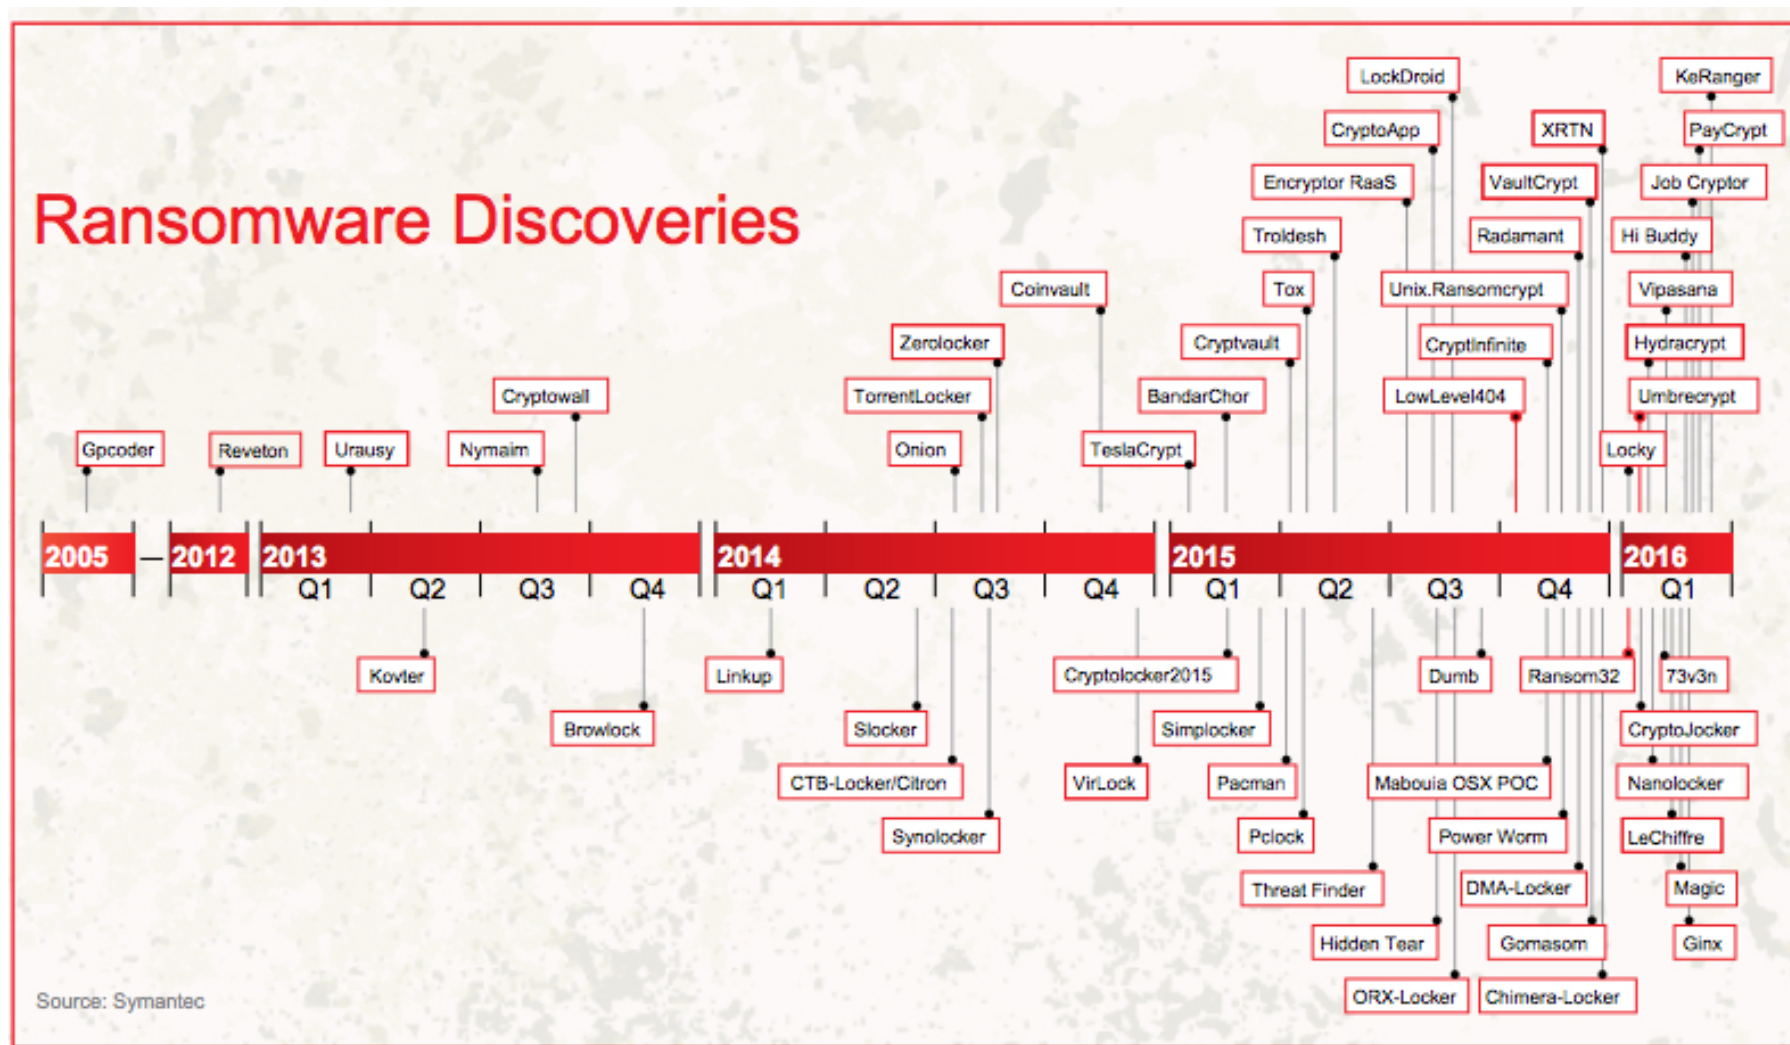 LockDroid
KeRanger
CryptoApp
XRTN
PayCrypt
Encryptor RaaS
VaultCrypt
Job Cryptor
Ransomware Discoveries
Troldesh
Radamant
Hi Buddy
Coinvault
Tox
Unix.Ransomcrypt
Vipasana
Zerolocker
Cryptvault
CryptInfinite
Hydracrypt
Cryptowall
TorrentLocker
BandarChor
LowLevel404
Umbrecrypt
Gpcoder
Reveton
Urausy
Nymaim
Onion
TeslaCrypt
Locky
2005 — 2012 2013 2014 2015 2016
Q1 Q2 Q3 Q4 Q1 Q2 Q3 Q4 Q1 Q2 Q3 Q4 Q1
Kovter
Linkup
Cryptolocker2015
Dumb
Ransom32
73v3n
Browlock
Slocker
Simplocker
CryptoJocker
CTB-Locker/Citron
VirLock
Pacman
Mabouia OSX POC
Nanolocker
Synolocker
Pclock
Power Worm
LeChiffre
Threat Finder
DMA-Locker
Magic
Hidden Tear
Gomasom
Ginx
ORX-Locker
Chimera-Locker
Source: Symantec